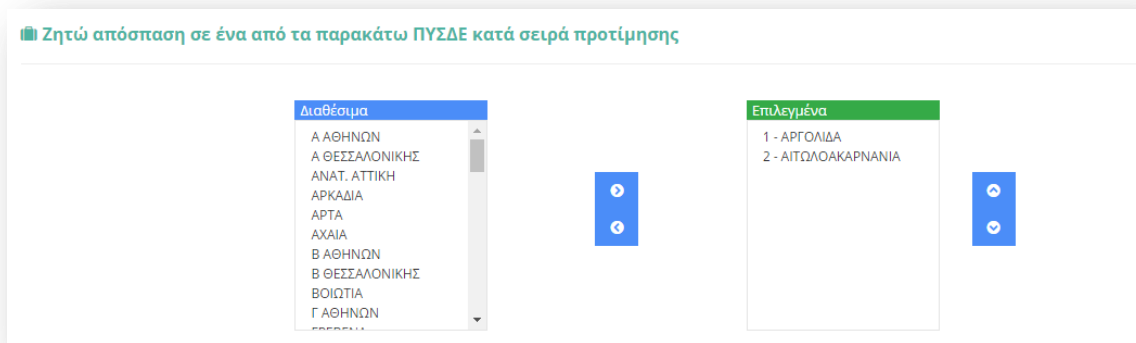 Ζητώ απόσπαση σε ένα από τα παρακάτω ΠΥΣΔΕ κατά σειρά προτίμησης
Διαθέσιμα
Α ΑΘΗΝΩΝ
Α ΘΕΣΣΑΛΟΝΙΚΗΣ
ΑΝΑΤ. ΑΤΤΙΚΗ
ΑΡΚΑΔΙΑ
ΑΡΤΑ
ΑΧΑΙΑ
Β ΑΘΗΝΩΝ
Β ΘΕΣΣΑΛΟΝΙΚΗΣ
ΒΟΙΩΤΙΑ
Γ ΑΘΗΝΩΝ
Επιλεγμένα
1 - ΑΡΓΟΛΙΔΑ
2 - ΑΙΤΩΛΟΑΚΑΡΝΑΝΙΑ